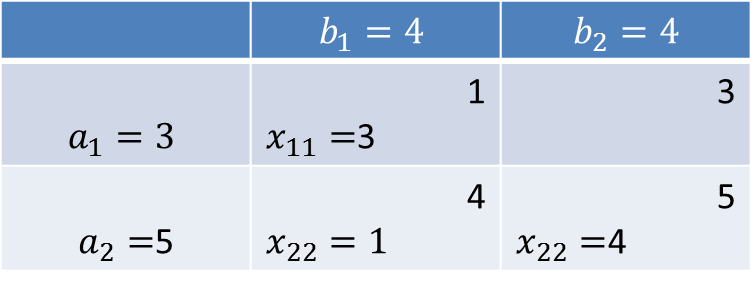 b₁ = 4 b₂ = 4
1 3
a₁ = 3 x₁₁ =3
4 5
a₂ =5 x₂₂ = 1 x₂₂ =4